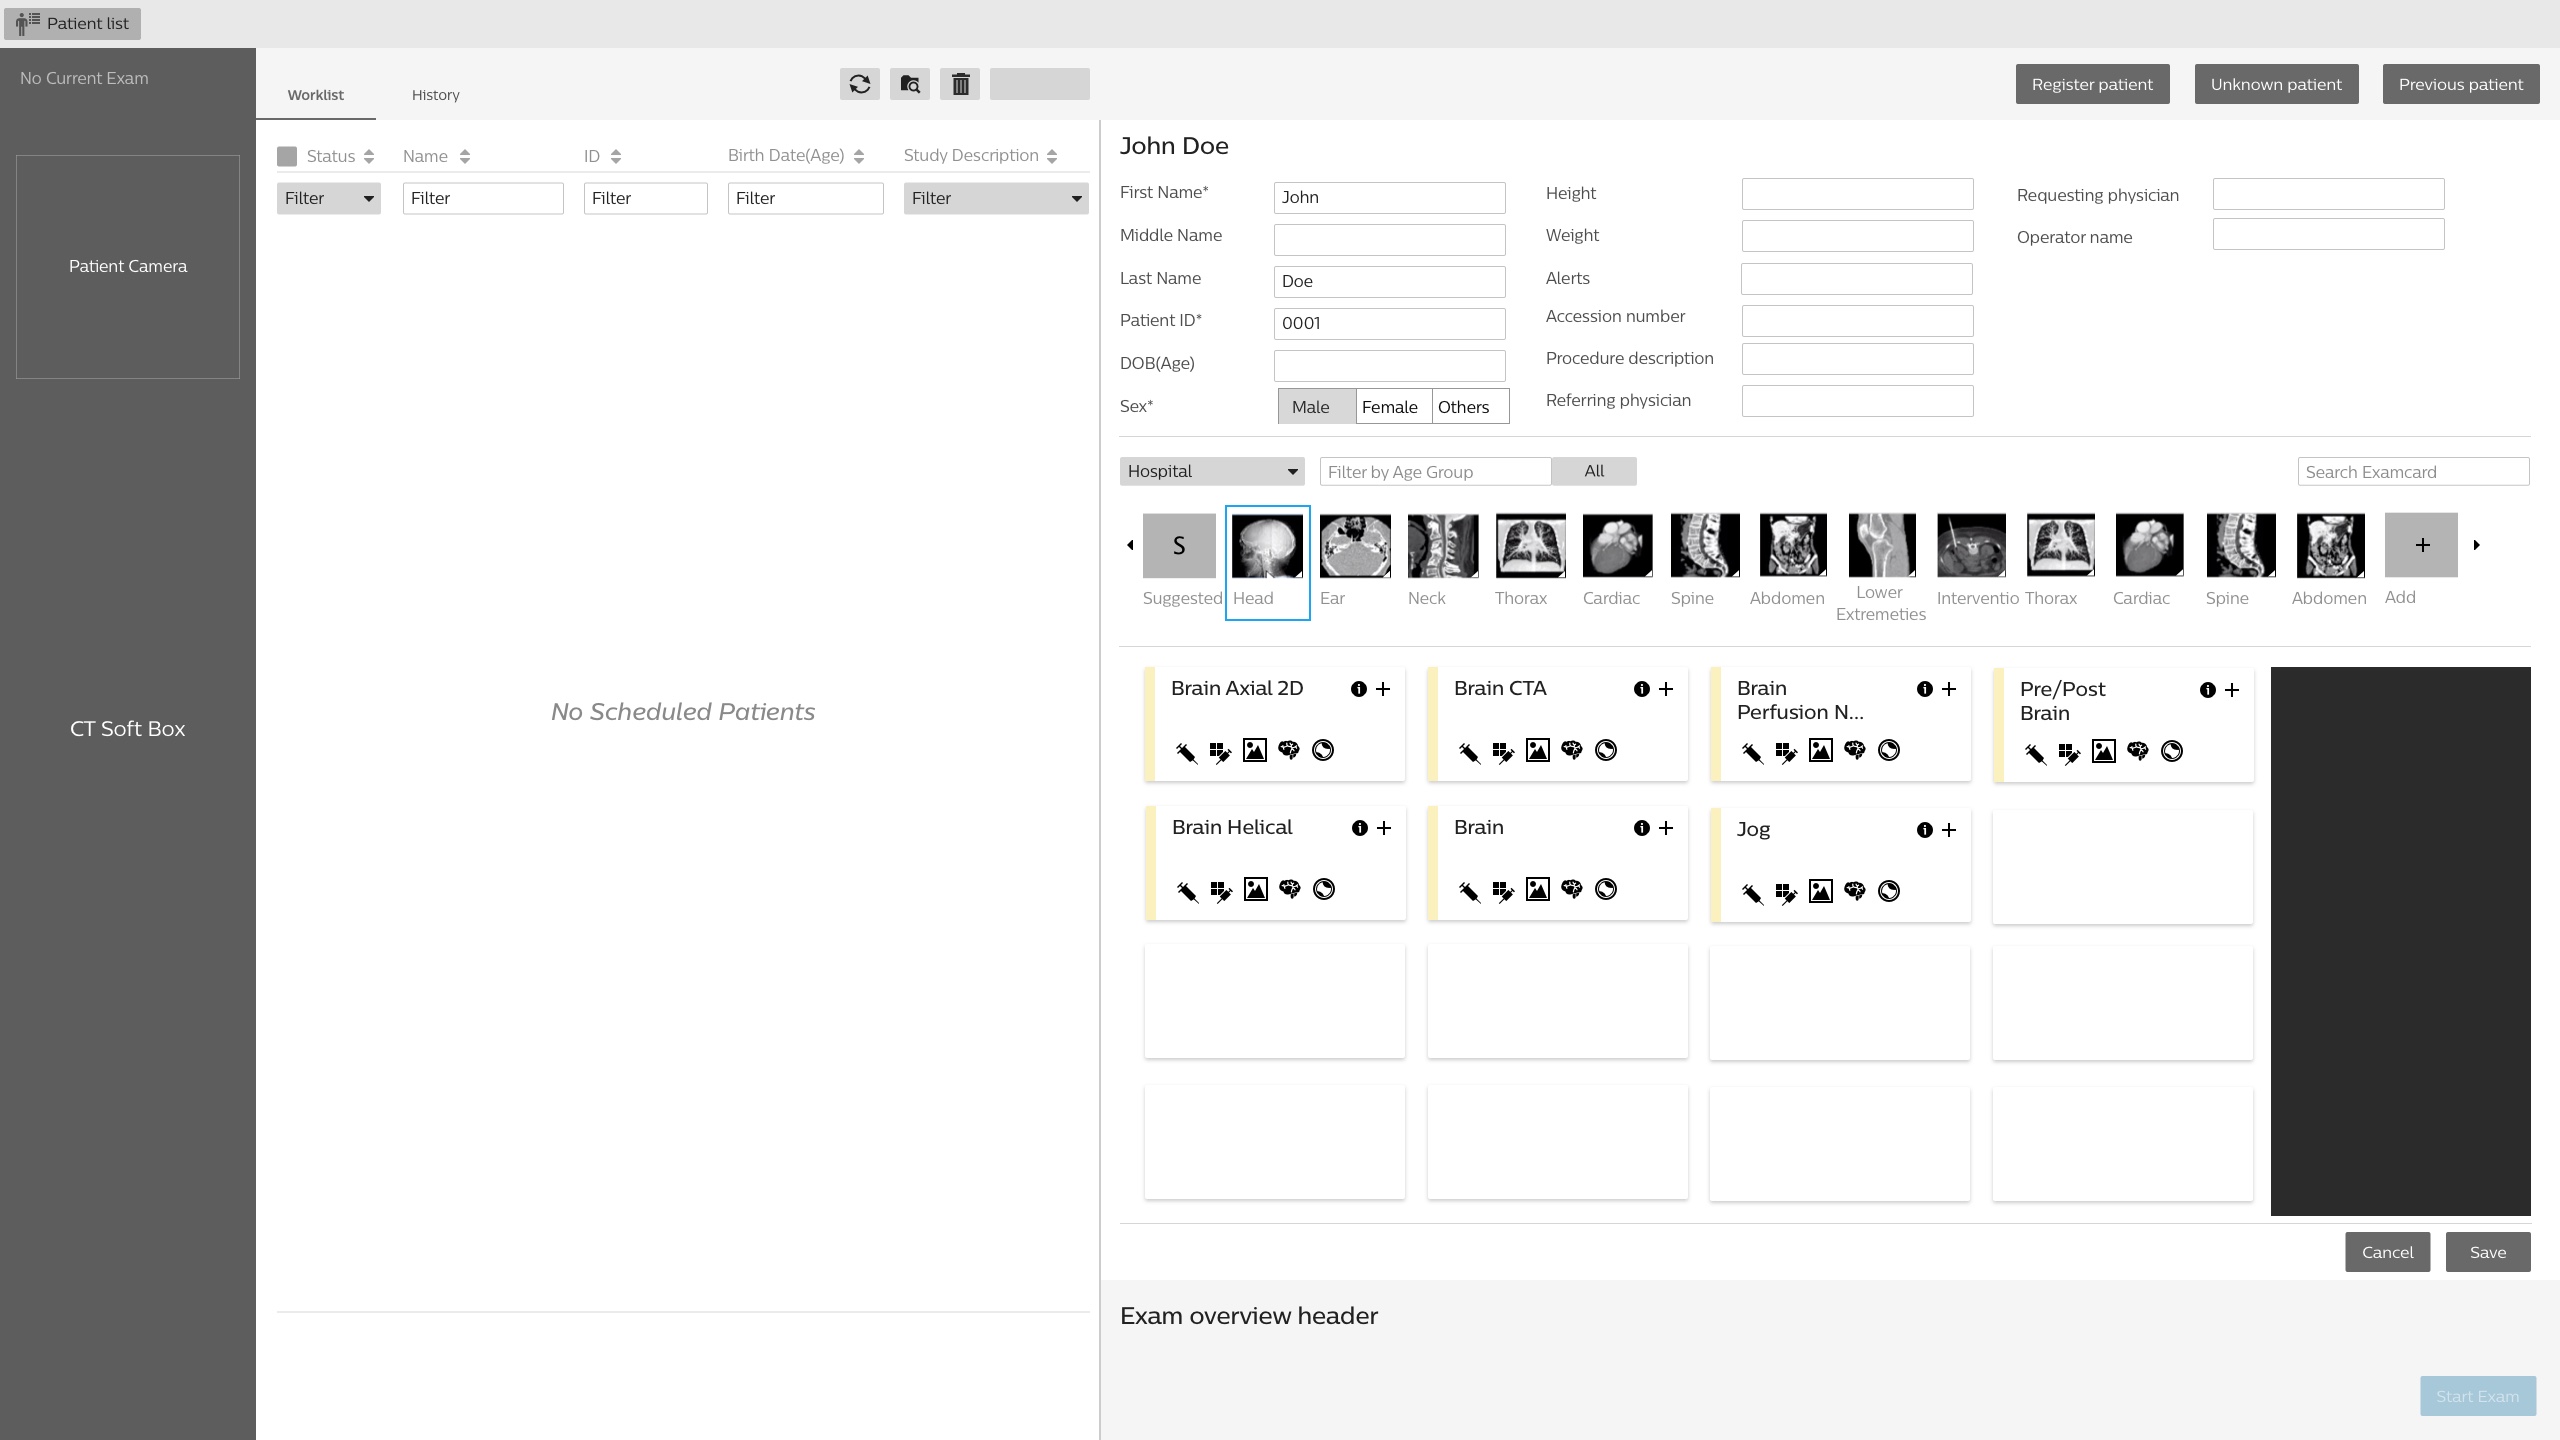 Patient list
No Current Exam
Patient Camera
CT Soft Box
Worklist
History
Register patient
Unknown patient
Previous patient
Status
Name
ID
Birth Date(Age)
Study Description
Filter
Filter
Filter
Filter
Filter
No Scheduled Patients
John Doe
First Name*
John
Middle Name
Last Name
Doe
Patient ID*
0001
DOB(Age)
Sex*
Male
Female
Others
Height
Weight
Alerts
Accession number
Procedure description
Referring physician
Requesting physician
Operator name
Hospital
Filter by Age Group
All
Search Examcard
S
Suggested
Head
Ear
Neck
Thorax
Cardiac
Spine
Abdomen
Lower
Extremeties
Interventio
Thorax
Cardiac
Spine
Abdomen
Add
Brain Axial 2D
Brain CTA
Brain
Perfusion N...
Pre/Post
Brain
Brain Helical
Brain
Jog
Cancel
Save
Exam overview header
Start Exam